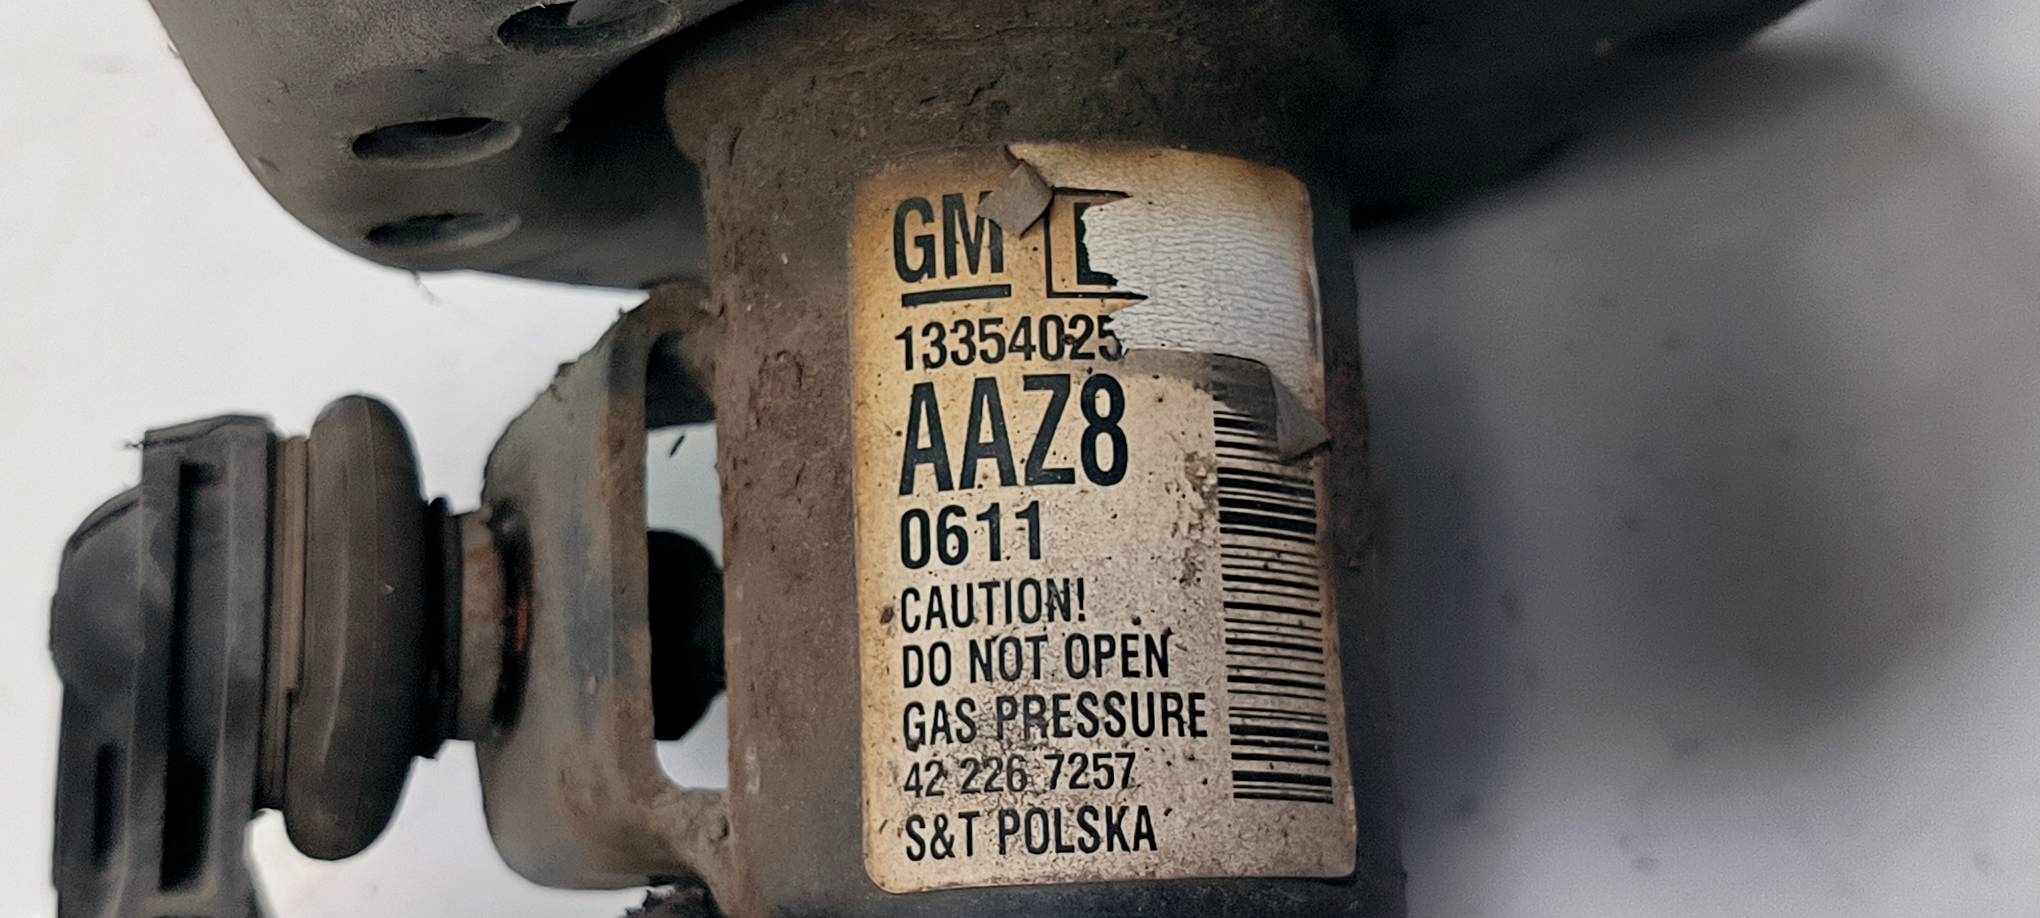 GM
13354025
AAZ8
0611
CAUTION!
DO NOT OPEN
GAS PRESSURE
42 226 7257
S&T POLSKA